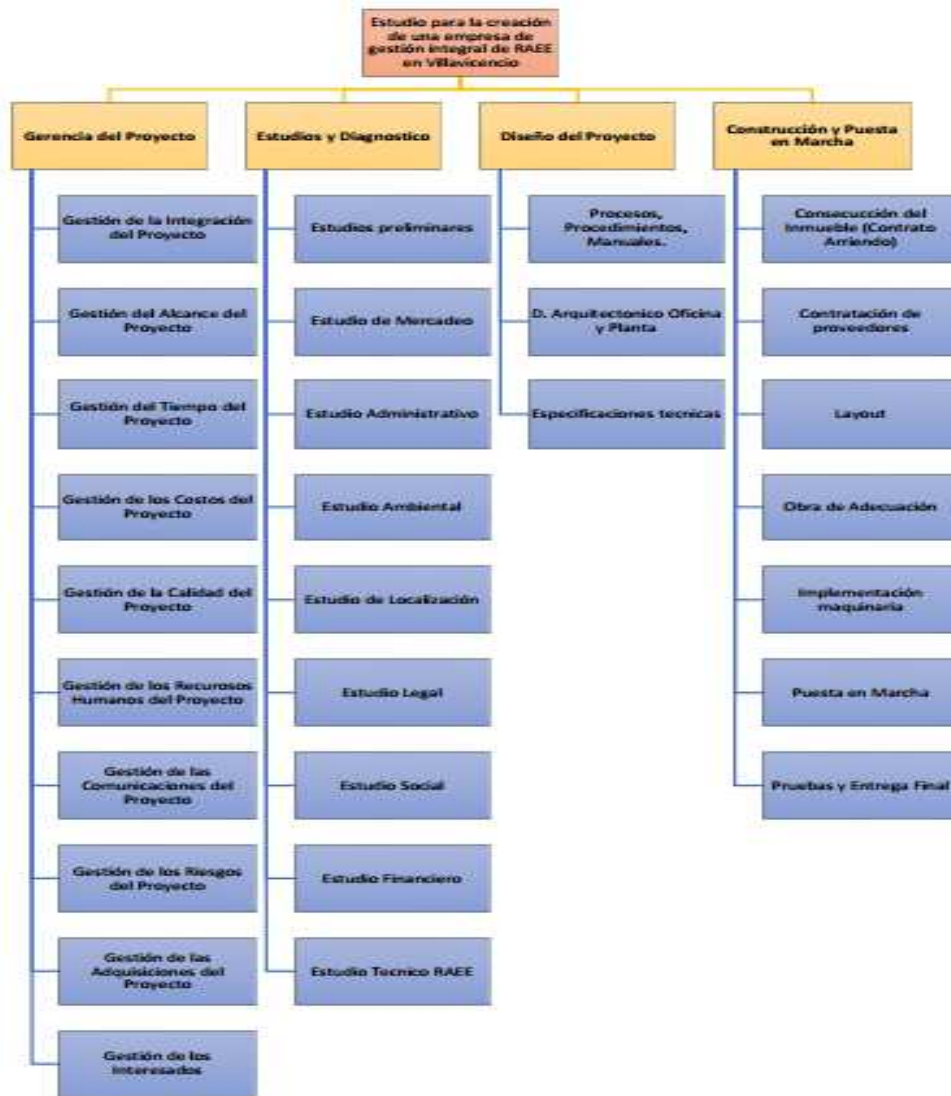 Estudio para la creación
de una empresa de
gestión integral de RAEE
en Villavicencio
Gerencia del Proyecto
Estudios y Diagnostico
Diseño del Proyecto
Construcción y Puesta
en Marcha
Gestión de la Integración
del Proyecto
Gestión del Alcance del
Proyecto
Gestión del Tiempo del
Proyecto
Gestión de los Costos del
Proyecto
Gestión de la Calidad del
Proyecto
Gestión de los Recurosos
Humanos del Proyecto
Gestión de las
Comunicaciones del
Proyecto
Gestión de los Riesgos
del Proyecto
Gestión de las
Adquisiciones del
Proyecto
Gestión de los
Interesados
Estudios preliminares
Estudio de Mercadeo
Estudio Administrativo
Estudio Ambiental
Estudio de Localización
Estudio Legal
Estudio Social
Estudio Financiero
Estudio Tecnico RAEE
Procesos,
Procedimientos,
Manuales.
D. Arquitectonico Oficina
y Planta
Especificaciones tecnicas
Consecucción del
Inmueble (Contrato
Arriendo)
Contratación de
proveedores
Layout
Obra de Adecuación
Implementación
maquinaria
Puesta en Marcha
Pruebas y Entrega Final